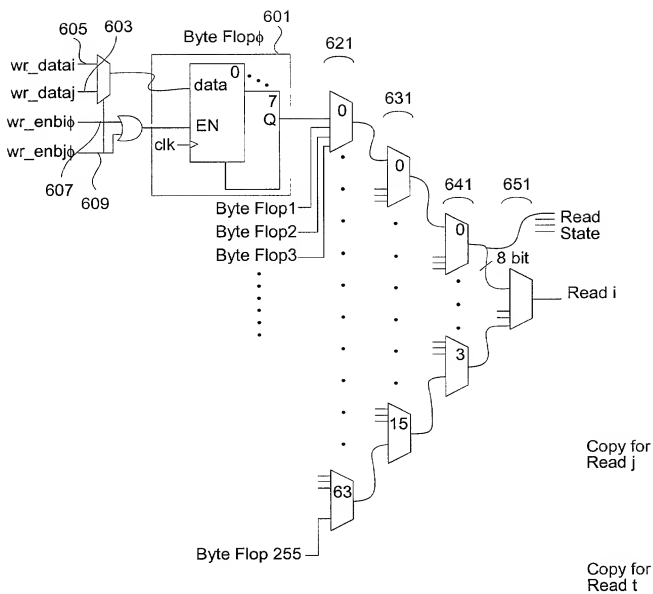 601
605
603
Byte Flopϕ
621
wr_datai
wr_dataj
wr_enbiϕ
wr_enbjϕ
607
609
data
0
7
Q
EN
clk
0
631
0
641
651
0
Read
State
8 bit
Read i
Byte Flop1
Byte Flop2
Byte Flop3
3
15
63
Byte Flop 255
Copy for
Read j
Copy for
Read t